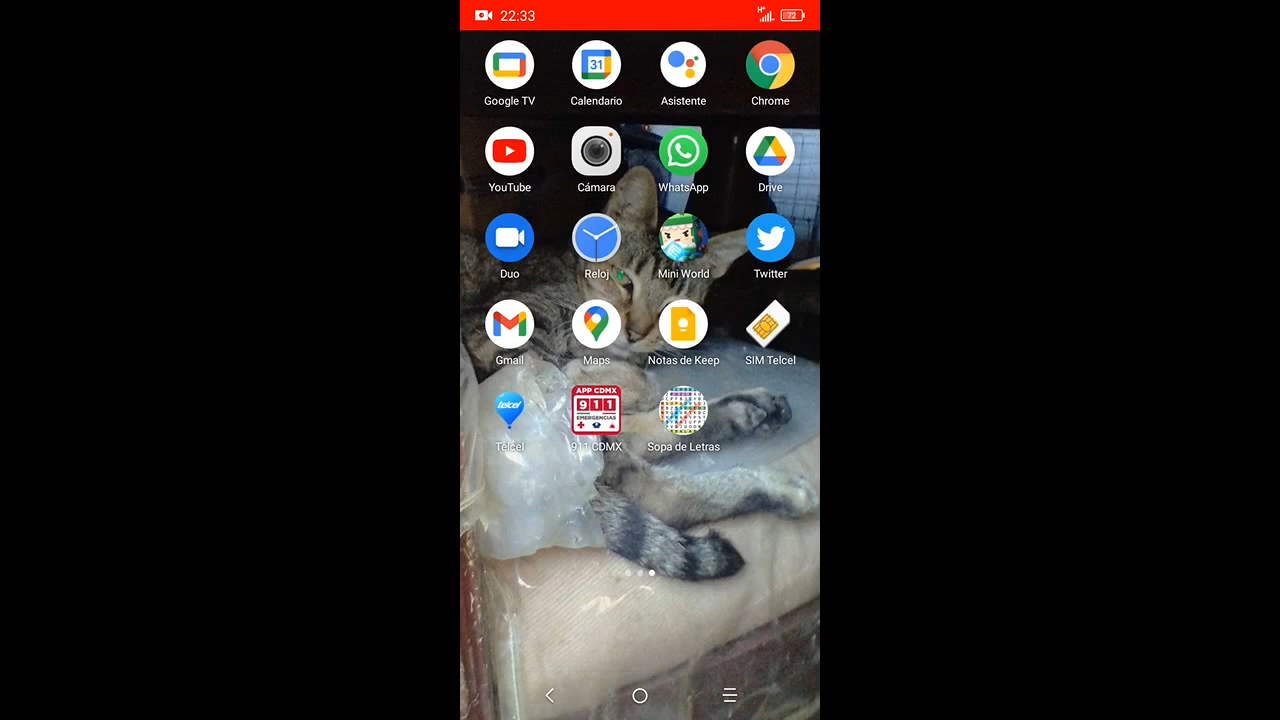 22:33
H+
72
Google TV
31
Calendario
Asistente
Chrome
YouTube
Cámara
WhatsApp
Drive
Duo
Reloj
Mini World
Twitter
Gmail
Maps
Notas de Keep
SIM Telcel
telcel
Telcel
APP CDMX
911
EMERGENCIAS
911 CDMX
Sopa de Letras